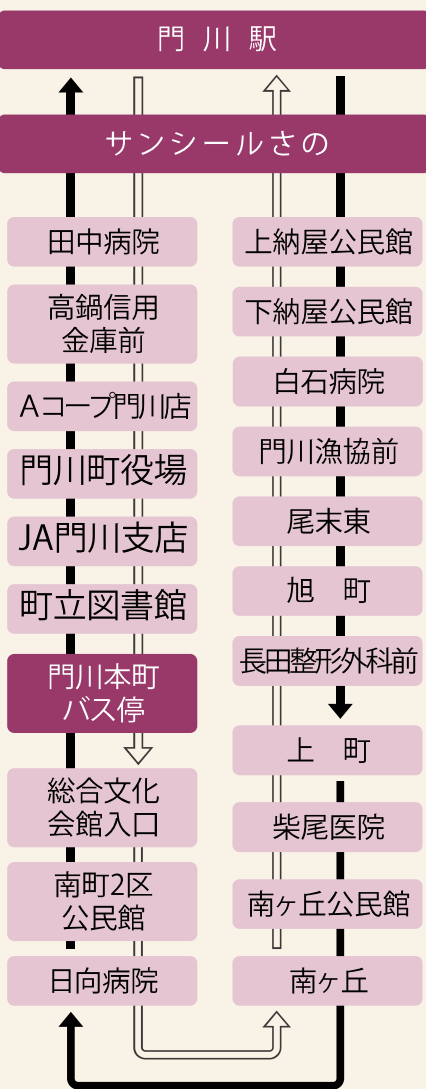 門川駅
サンシールさの
田中病院
高鍋信用
金庫前
Aコープ門川店
門川町役場
JA門川支店
町立図書館
門川本町
バス停
総合文化
会館入口
南町2区
公民館
日向病院
上納屋公民館
下納屋公民館
白石病院
門川漁協前
尾末東
旭　町
長田整形外科前
上　町
柴尾医院
南ヶ丘公民館
南ヶ丘